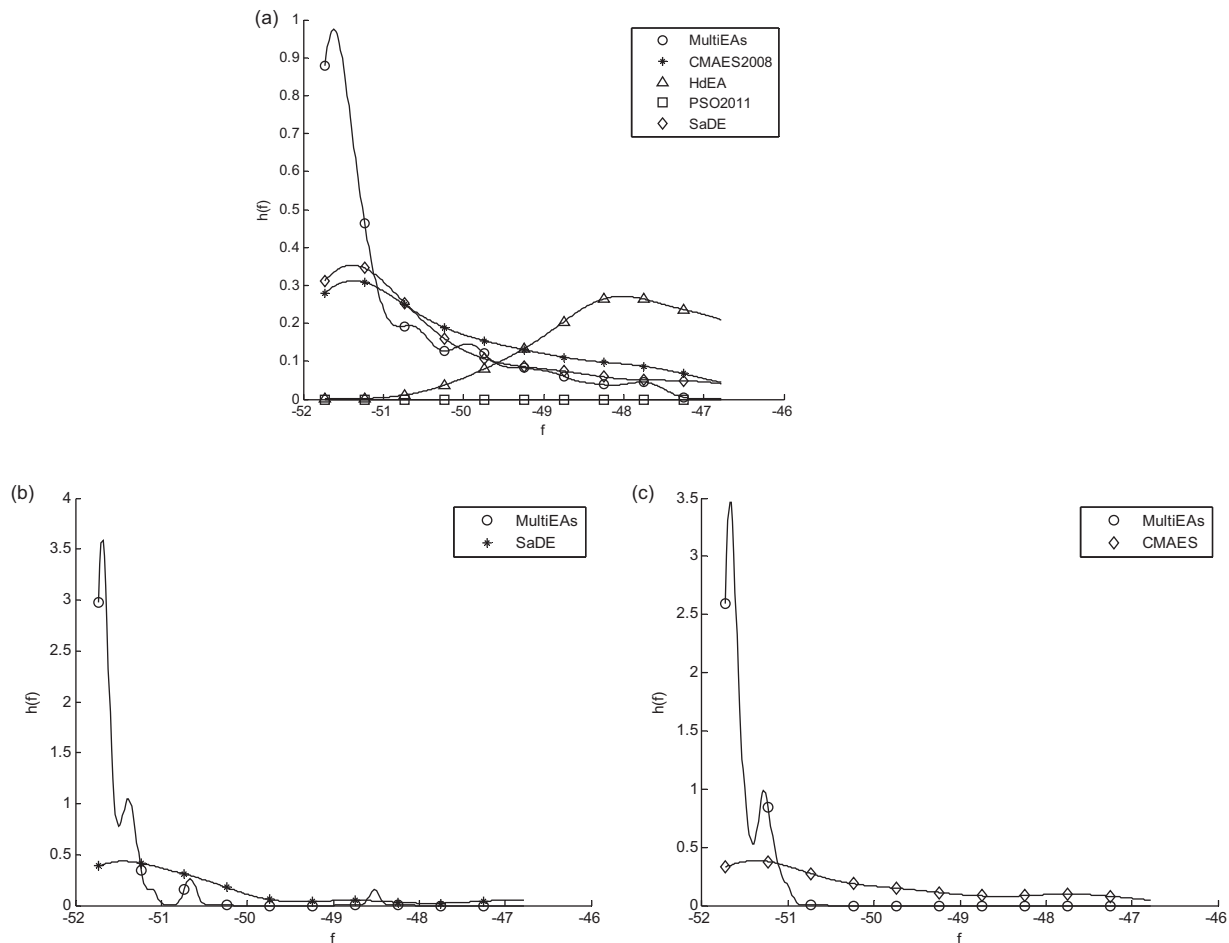 (a)
1
0.9
0.8
0.7
0.6
0.5
0.4
0.3
0.2
0.1
0
h(f)
-52
-51
-50
-49
-48
-47
-46
f
MultiEAs
CMAES2008
HdEA
PSO2011
SaDE
(b)
4
3.5
3
2.5
2
1.5
1
0.5
0
h(f)
-52
-51
-50
-49
-48
-47
-46
f
MultiEAs
SaDE
(c)
3.5
3
2.5
2
1.5
1
0.5
0
h(f)
-52
-51
-50
-49
-48
-47
-46
f
MultiEAs
CMAES